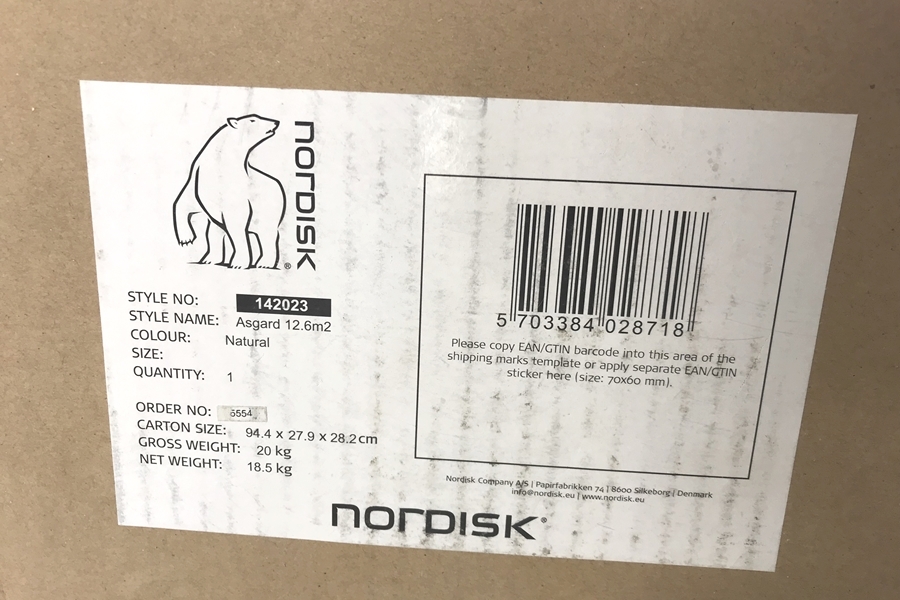 NORDISK
®
STYLE NO: 142023
STYLE NAME: Asgard 12.6m2
COLOUR: Natural
SIZE:
QUANTITY: 1
ORDER NO: 5554
CARTON SIZE: 94.4 x 27.9 x 28.2 cm
GROSS WEIGHT: 20 kg
NET WEIGHT: 18.5 kg
5 703384 028718
Please copy EAN/GTIN barcode into this area of the
shipping marks template or apply separate EAN/GTIN
sticker here (size: 70x60 mm).
Nordisk Company A/S | Papirfabrikken 74 | 8600 Silkeborg | Denmark
info@nordisk.eu | www.nordisk.eu
NORDISK®